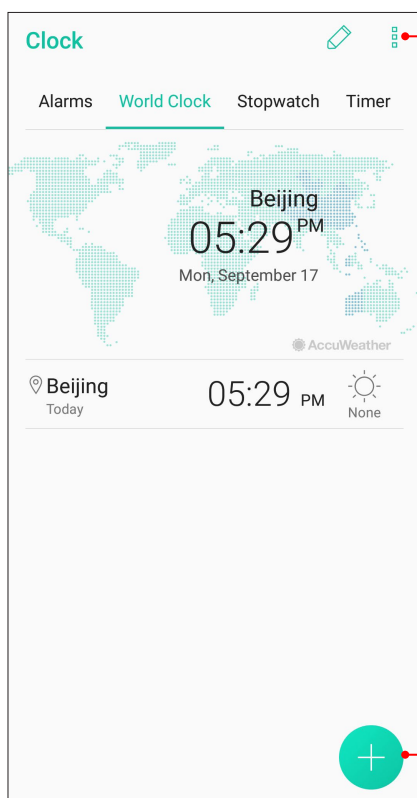 Clock
Alarms World Clock Stopwatch Timer
Beijing
05:29 PM
Mon, September 17
AccuWeather
Beijing 05:29 PM
Today None